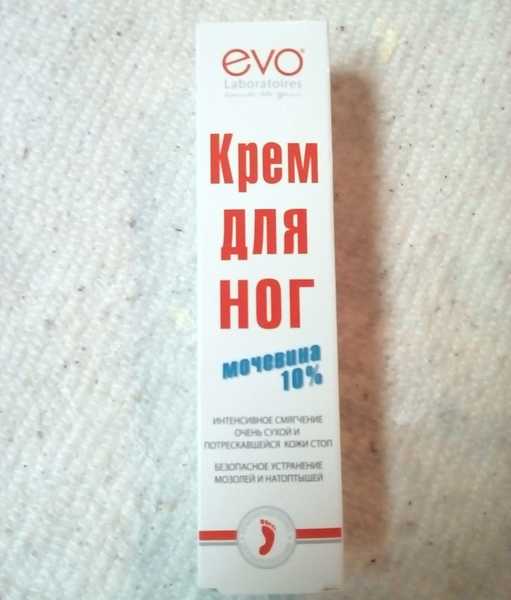 evo®
Laboratoires
Крем
для
ног
мочевина
10%
ИНТЕНСИВНОЕ СМЯГЧЕНИЕ
ОЧЕНЬ СУХОЙ И
ПОТРЕСКАВШЕЙСЯ КОЖИ СТОП
БЕЗОПАСНОЕ УСТРАНЕНИЕ
МОЗОЛЕЙ И НАТОПТЫШЕЙ